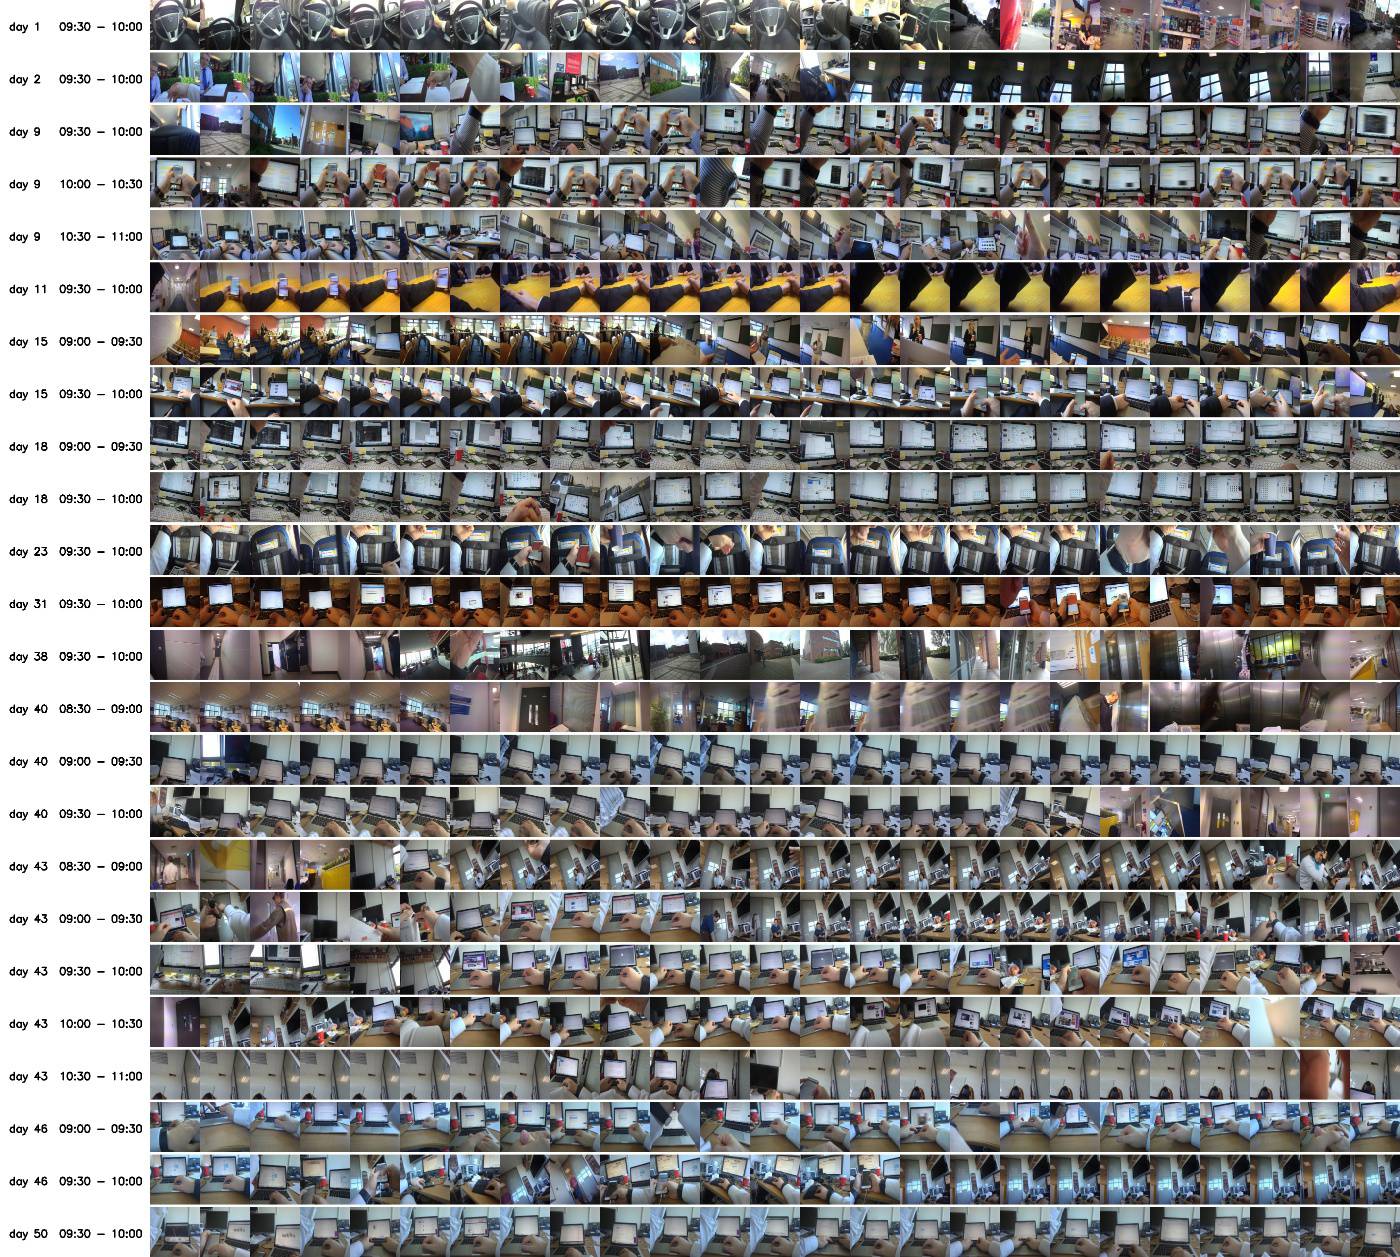 day 1 09:30 – 10:00
day 2 09:30 – 10:00
day 9 09:30 – 10:00
day 9 10:00 – 10:30
day 9 10:30 – 11:00
day 11 09:30 – 10:00
day 15 09:00 – 09:30
day 15 09:30 – 10:00
day 18 09:00 – 09:30
day 18 09:30 – 10:00
day 23 09:30 – 10:00
day 31 09:30 – 10:00
day 38 09:30 – 10:00
day 40 08:30 – 09:00
day 40 09:00 – 09:30
day 40 09:30 – 10:00
day 43 08:30 – 09:00
day 43 09:00 – 09:30
day 43 09:30 – 10:00
day 43 10:00 – 10:30
day 43 10:30 – 11:00
day 46 09:00 – 09:30
day 46 09:30 – 10:00
day 50 09:30 – 10:00